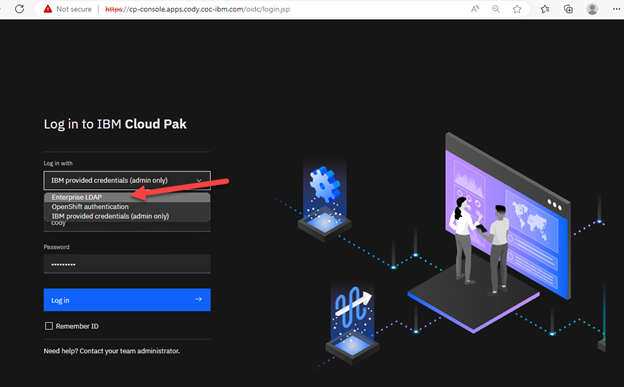 Not secure
https://cp-console.apps.cody.coc-ibm.com/oidc/login.jsp
Log in to IBM Cloud Pak
Log in with
IBM provided credentials (admin only)
Enterprise LDAP
OpenShift authentication
IBM provided credentials (admin only)
cody
Password
•••••••••
Log in
Remember ID
Need help? Contact your team administrator.